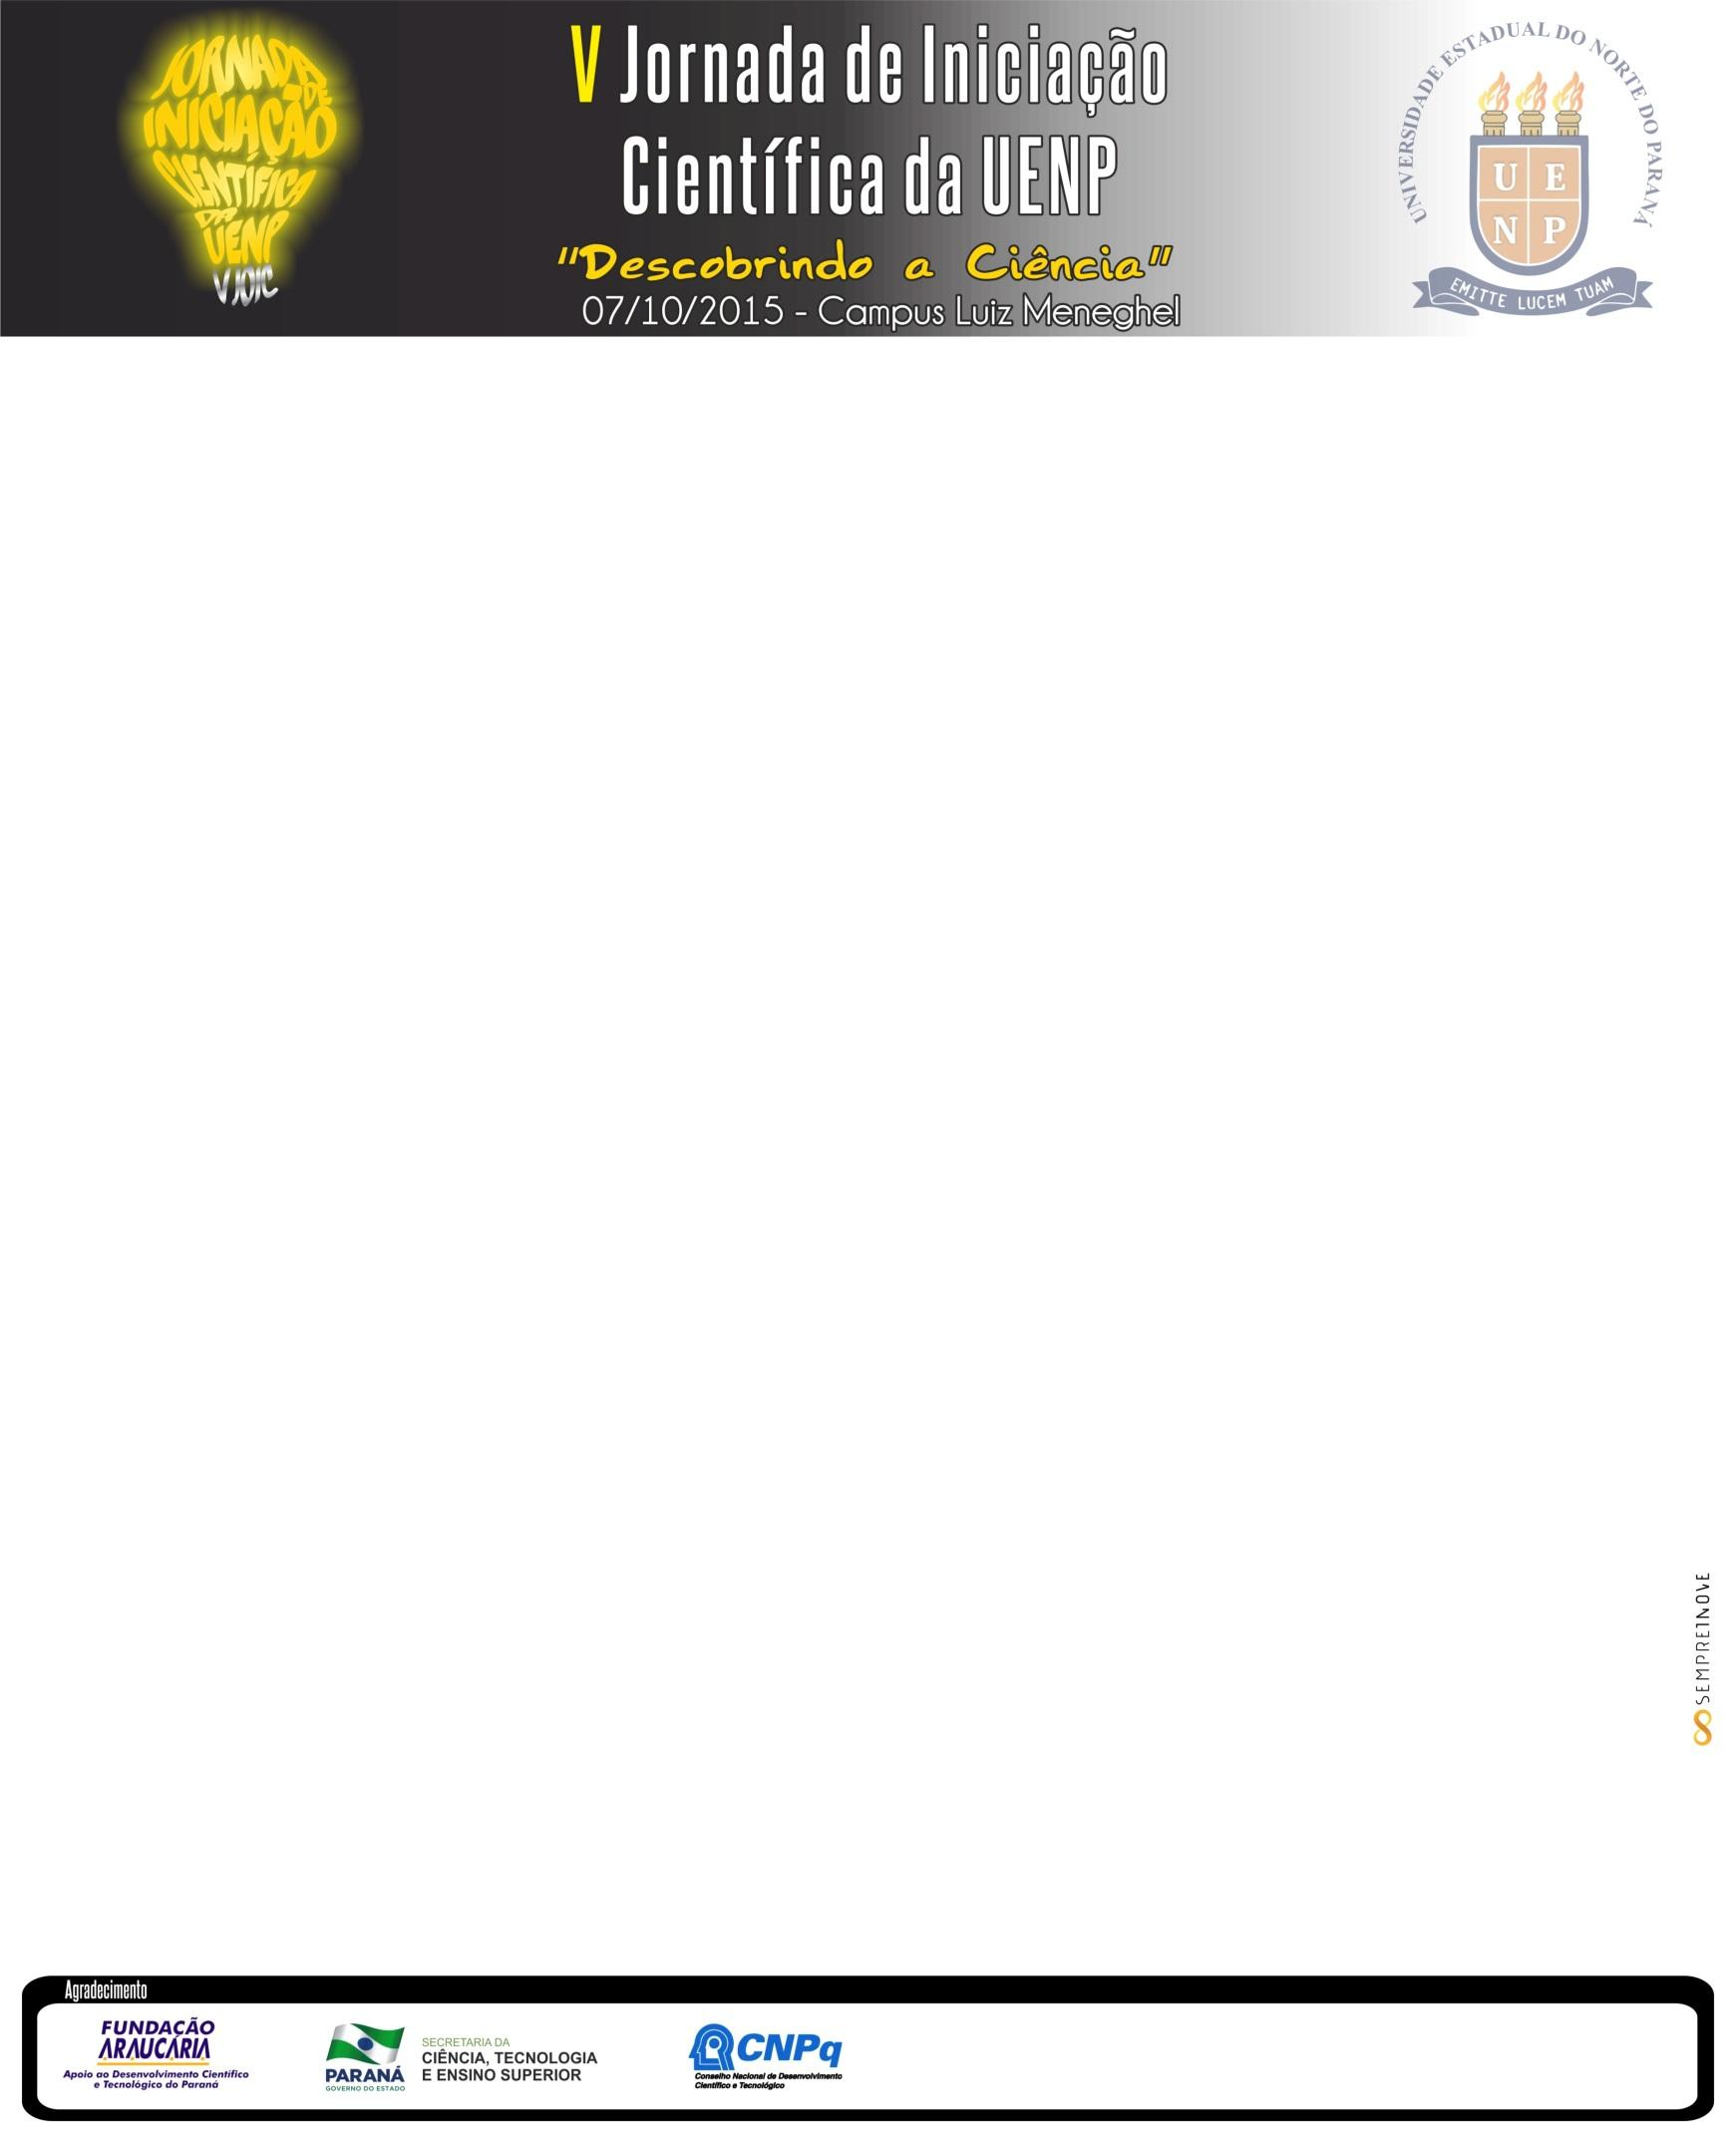 JORNADA
DE
INICIAÇÃO
CIENTÍFICA
DA
UENP
V JOIC
V Jornada de Iniciação
Científica da UENP
"Descobrindo a Ciência"
07/10/2015 - Campus Luiz Meneghel
UNIVERSIDADE ESTADUAL DO NORTE DO PARANÁ
U E
N P
EMITTE LUCEM TUAM
SEMPREINOVE
Agradecimento
FUNDAÇÃO
ARAUCÁRIA
Apoio ao Desenvolvimento Científico
e Tecnológico do Paraná
PARANÁ
GOVERNO DO ESTADO
SECRETARIA DA
CIÊNCIA, TECNOLOGIA
E ENSINO SUPERIOR
CNPq
Conselho Nacional de Desenvolvimento
Científico e Tecnológico